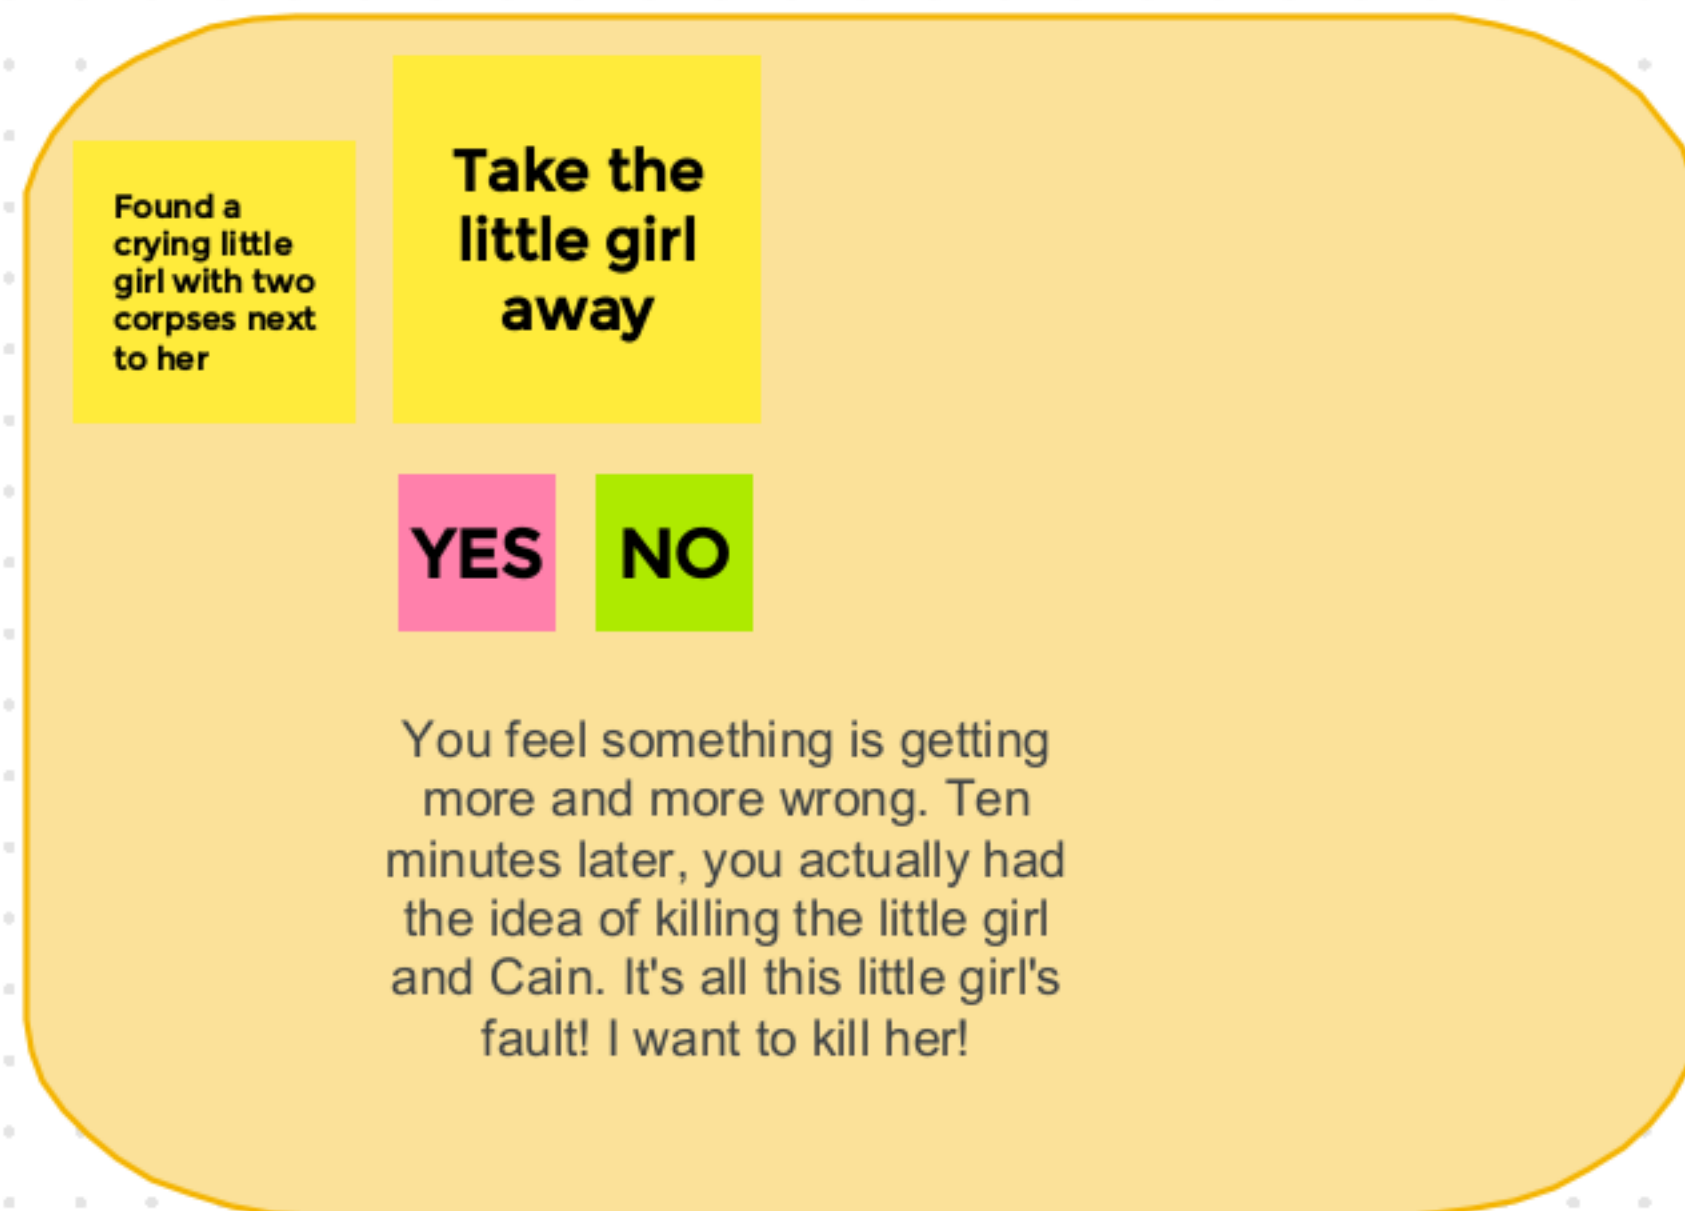 Found a
crying little
girl with two
corpses next
to her
Take the
little girl
away
YES
NO
You feel something is getting
more and more wrong. Ten
minutes later, you actually had
the idea of killing the little girl
and Cain. It's all this little girl's
fault! I want to kill her!